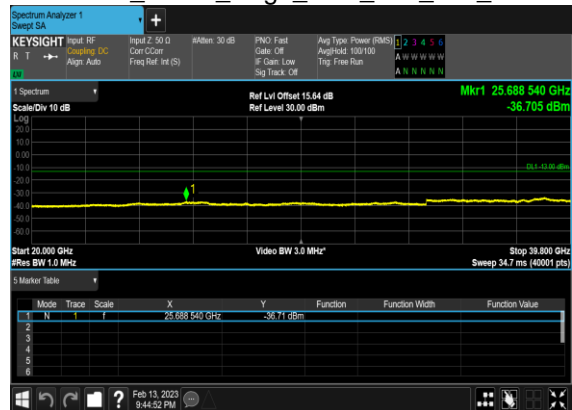 Spectrum Analyzer 1
Swept SA
+
KEYSIGHT Input: RF Input Z: 50 Ω #Atten: 30 dB PNO: Fast Avg Type: Power (RMS) 1 2 3 4 5 6
R T Coupling: DC Corr CCorr Gate: Off Avg|Hold: 100/100 A W W W W W
Align: Auto Freq Ref: Int (S) IF Gain: Low Trig: Free Run
LW Sig Track: Off A N N N N N
1 Spectrum Ref Lvl Offset 15.64 dB Mkr1 25.688 540 GHz
Scale/Div 10 dB Ref Level 30.00 dBm -36.705 dBm
Log
20.0
10.0
0.00
-10.0 DL1 -13.00 dBm
-20.0
-30.0 1
-40.0
-50.0
-60.0
Start 20.000 GHz Video BW 3.0 MHz* Stop 39.800 GHz
#Res BW 1.0 MHz Sweep 34.7 ms (40001 pts)
5 Marker Table
Mode Trace Scale X Y Function Function Width Function Value
1 N 1 f 25.688 540 GHz -36.71 dBm
2
3
4
5
6
? Feb 13, 2023
9:44:52 PM